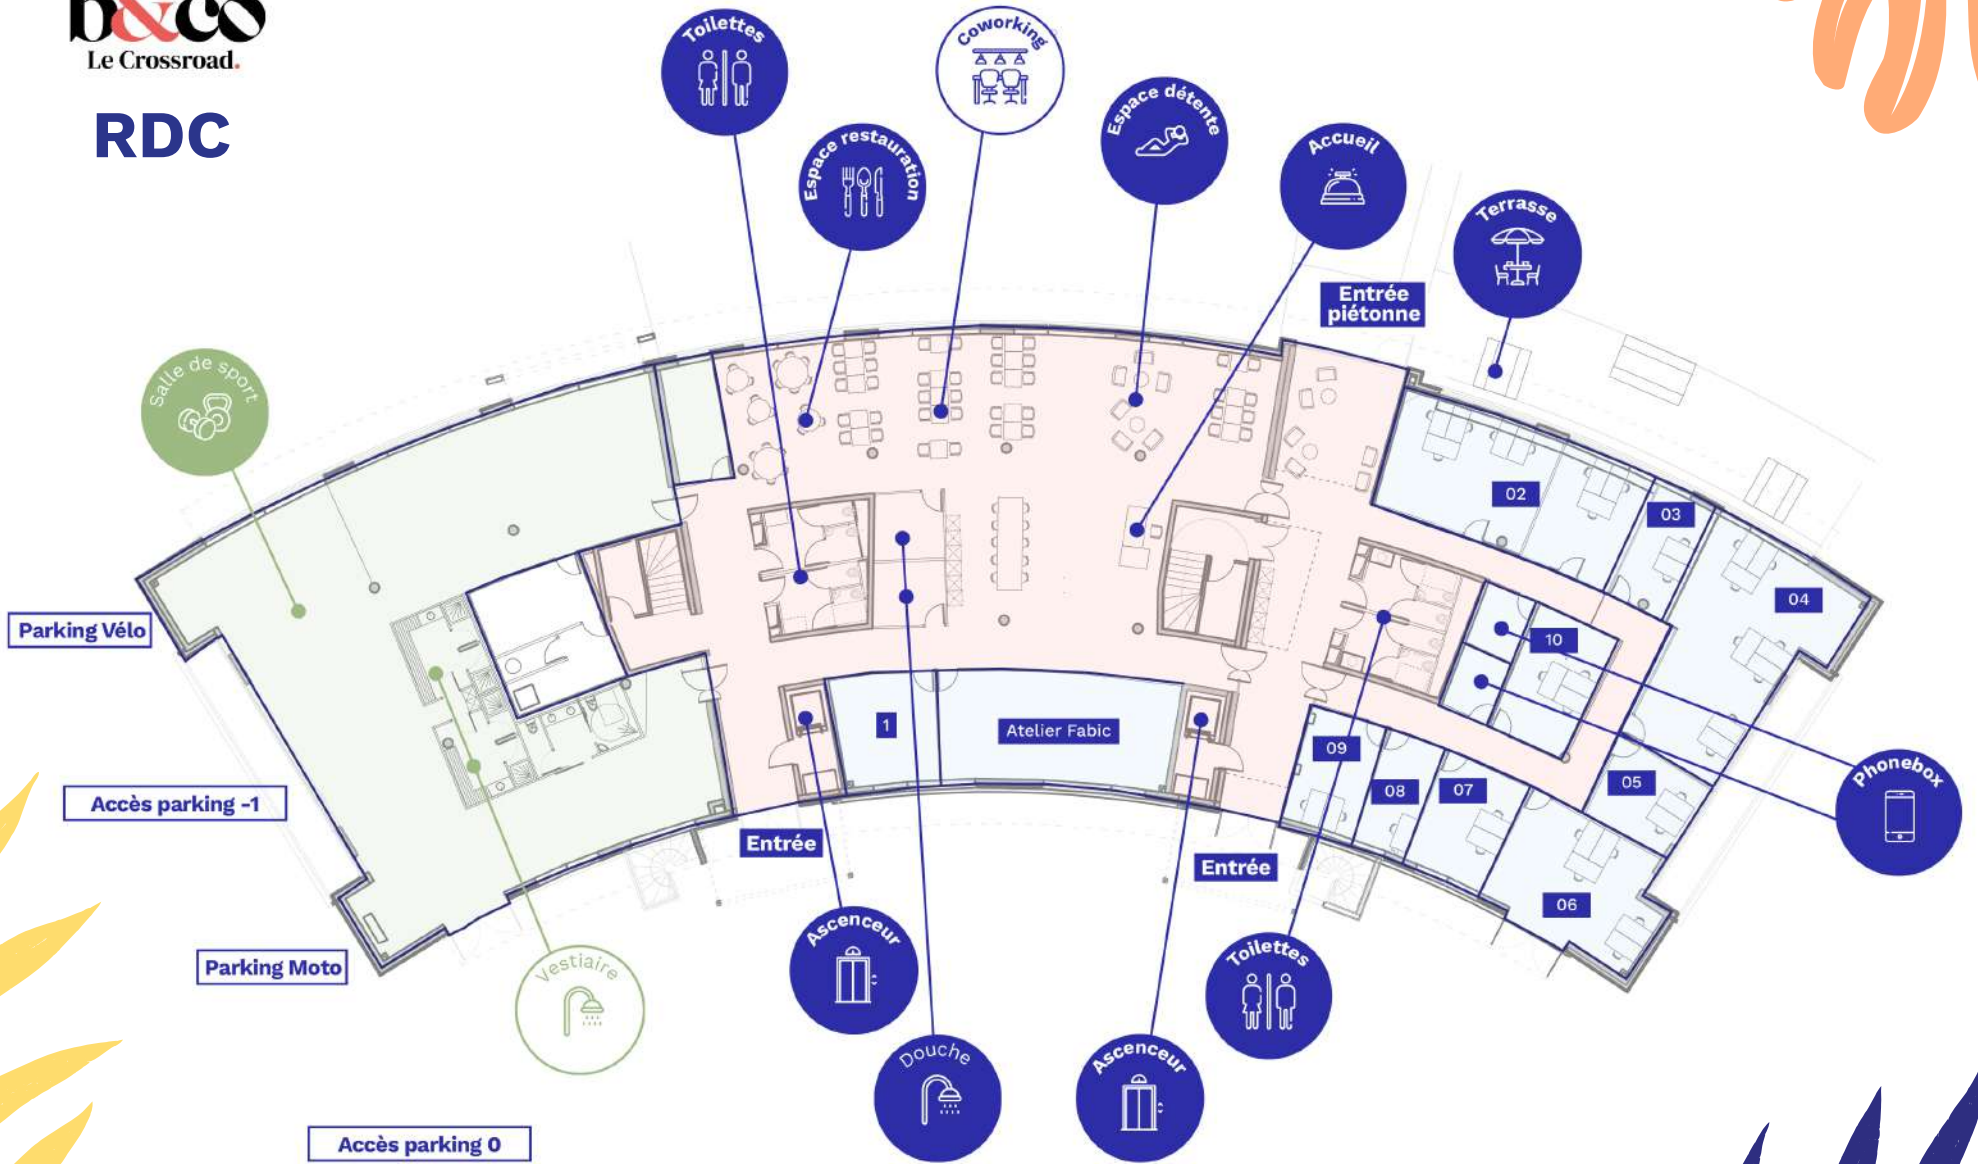 b&co
Le Crossroad.
RDC
Toilettes
Coworking
Espace restauration
Espace détente
Accueil
Terrasse
Entrée
piétonne
Salle de sport
02
03
04
Parking Vélo
10
1
Atelier Fabic
09
08
07
05
Phonebox
Accès parking -1
Entrée
Entrée
06
Parking Moto
Vestiaire
Ascenceur
Toilettes
Douche
Ascenceur
Accès parking 0